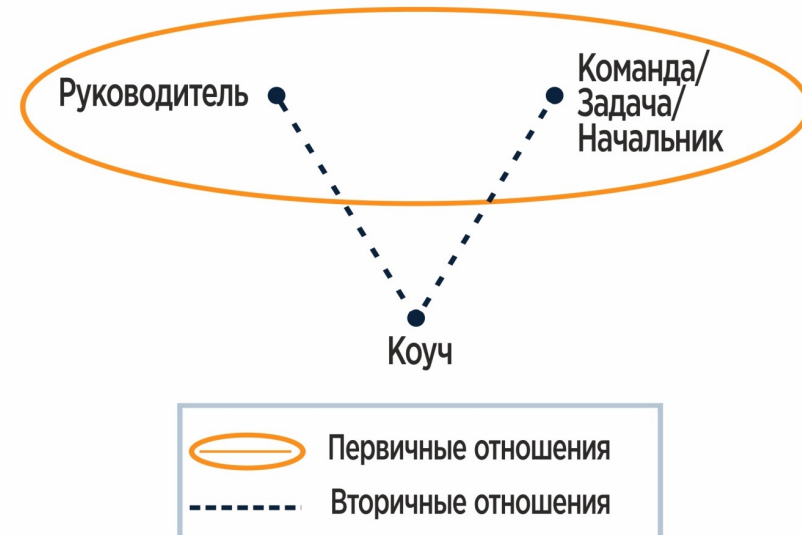 Руководитель
Команда/
Задача/
Начальник
Коуч
Первичные отношения
Вторичные отношения